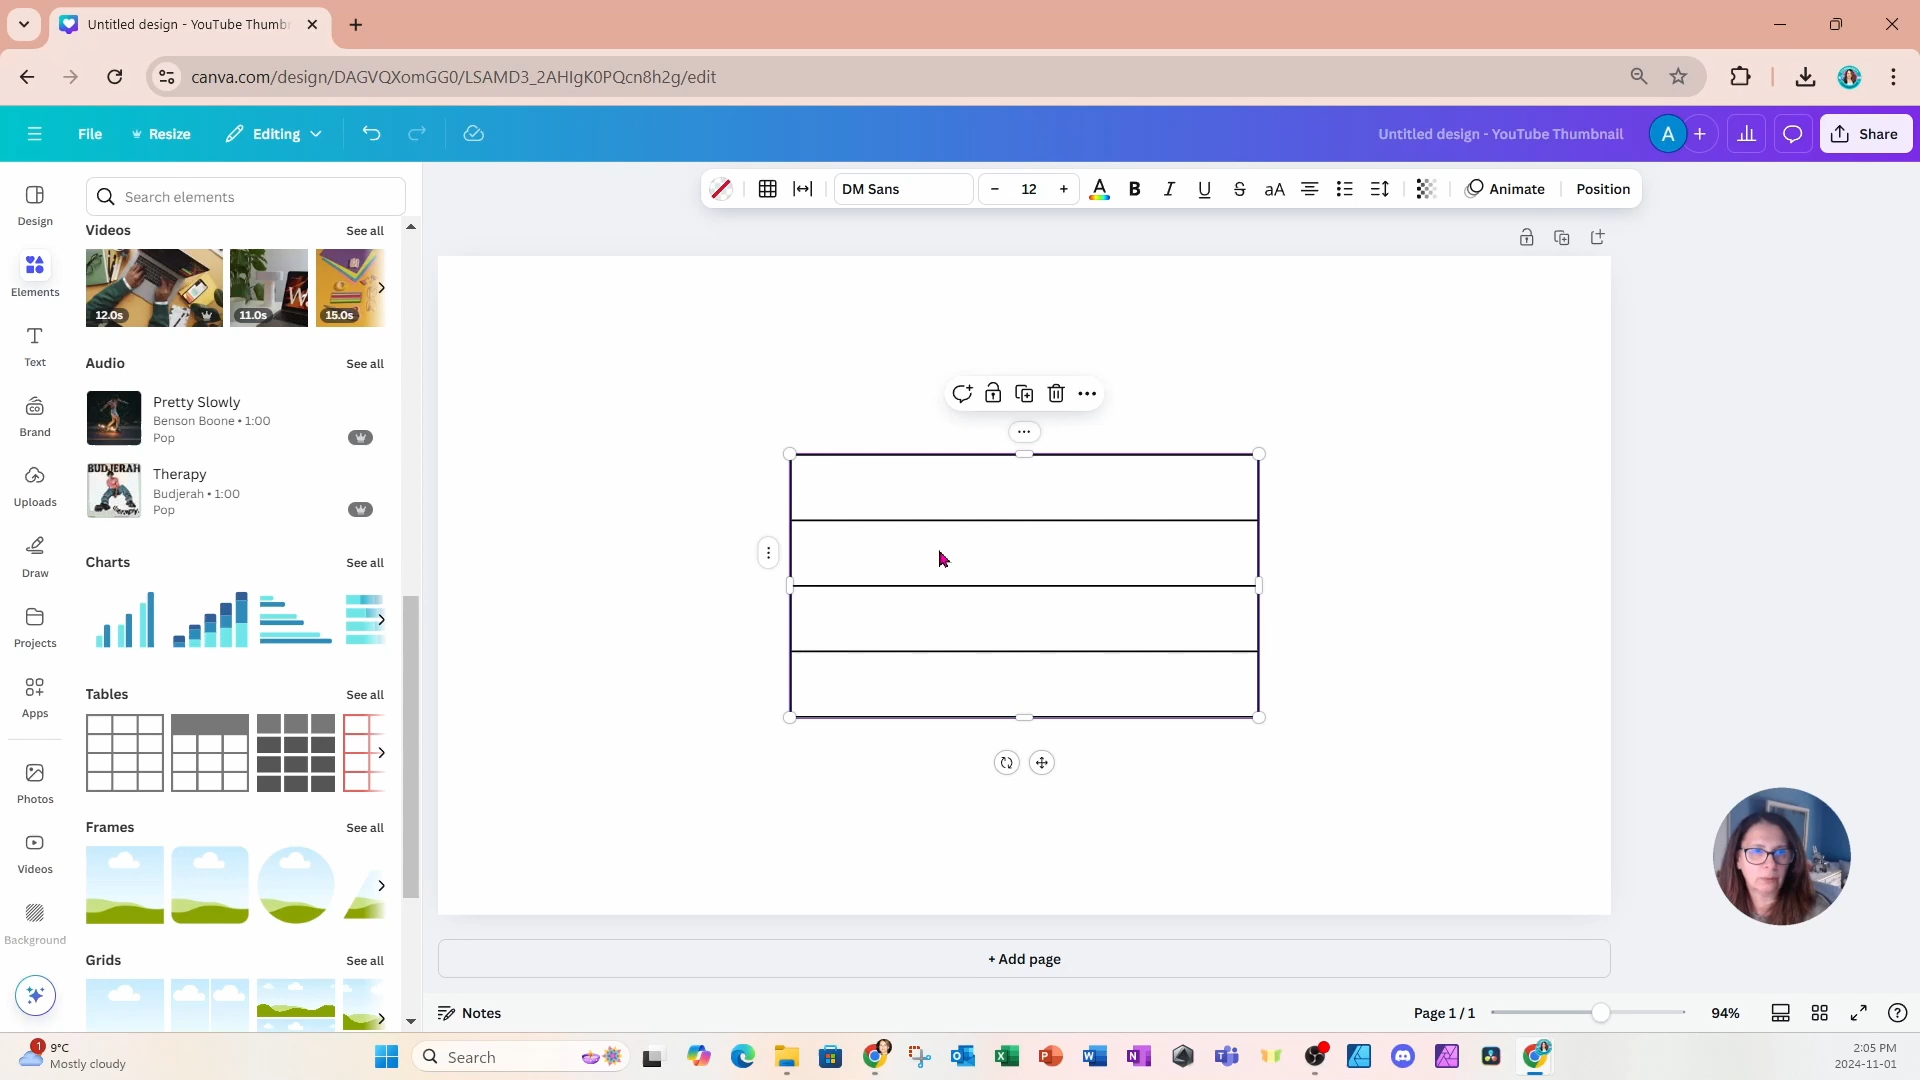 Untitled design - YouTube Thumbn
canva.com/design/DAGVQXomGG0/LSAMD3_2AHIgK0PQcn8h2g/edit
File
Resize
Editing
Untitled design - YouTube Thumbnail
A
Share
Design
Elements
Text
Brand
Uploads
Draw
Projects
Apps
Photos
Videos
Background
Search elements
Videos
See all
12.0s
11.0s
15.0s
Audio
See all
Pretty Slowly
Benson Boone • 1:00
Pop
BUDJERAH
Therapy
Budjerah • 1:00
Pop
Charts
See all
Tables
See all
Frames
See all
Grids
See all
DM Sans
12
A
B
I
U
S
aA
Animate
Position
+ Add page
Notes
Page 1 / 1
94%
1
9°C
Mostly cloudy
Search
2:05 PM
2024-11-01